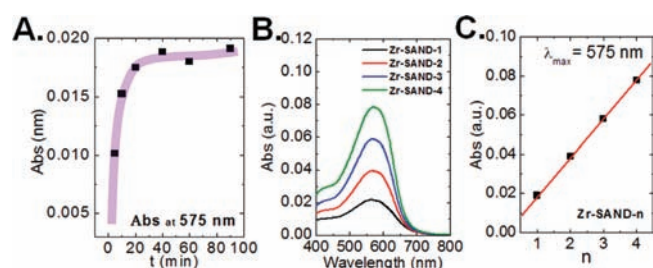 A.
0.020
0.015
0.010
0.005
Abs (nm)
Abs at 575 nm
0 20 40 60 80 100
t (min)
B.
0.12
0.10
0.08
0.06
0.04
0.02
0.00
Abs (a.u.)
Zr-SAND-1
Zr-SAND-2
Zr-SAND-3
Zr-SAND-4
400 500 600 700 800
Wavelength (nm)
C.
0.10
0.08
0.06
0.04
0.02
0.00
Abs (a.u.)
λmax = 575 nm
Zr-SAND-n
1 2 3 4
n